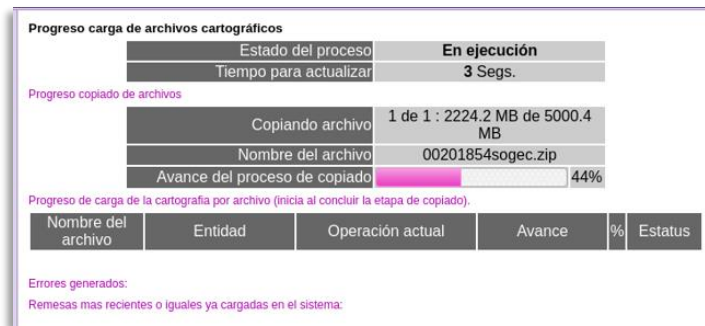 Progreso carga de archivos cartográficos
Estado del proceso En ejecución
Tiempo para actualizar 3 Segs.
Progreso copiado de archivos
Copiando archivo 1 de 1 : 2224.2 MB de 5000.4
MB
Nombre del archivo 00201854sogec.zip
Avance del proceso de copiado 44%
Progreso de carga de la cartografia por archivo (inicia al concluir la etapa de copiado).
Nombre del
archivo Entidad Operación actual Avance % Estatus
Errores generados:
Remesas mas recientes o iguales ya cargadas en el sistema: